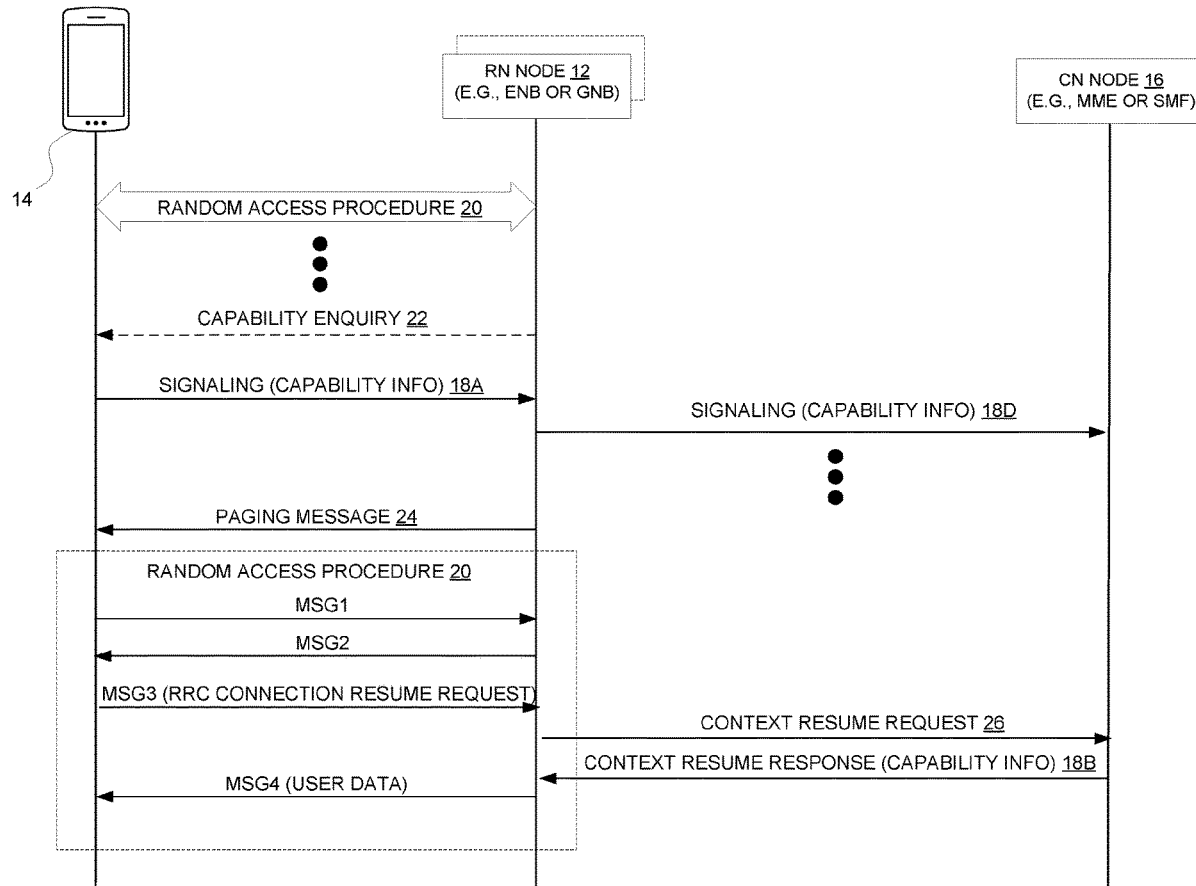 RN NODE 12
(E.G., ENB OR GNB)
CN NODE 16
(E.G., MME OR SMF)
14
RANDOM ACCESS PROCEDURE 20
CAPABILITY ENQUIRY 22
SIGNALING (CAPABILITY INFO) 18A
SIGNALING (CAPABILITY INFO) 18D
PAGING MESSAGE 24
RANDOM ACCESS PROCEDURE 20
MSG1
MSG2
MSG3 (RRC CONNECTION RESUME REQUEST)
CONTEXT RESUME REQUEST 26
CONTEXT RESUME RESPONSE (CAPABILITY INFO) 18B
MSG4 (USER DATA)